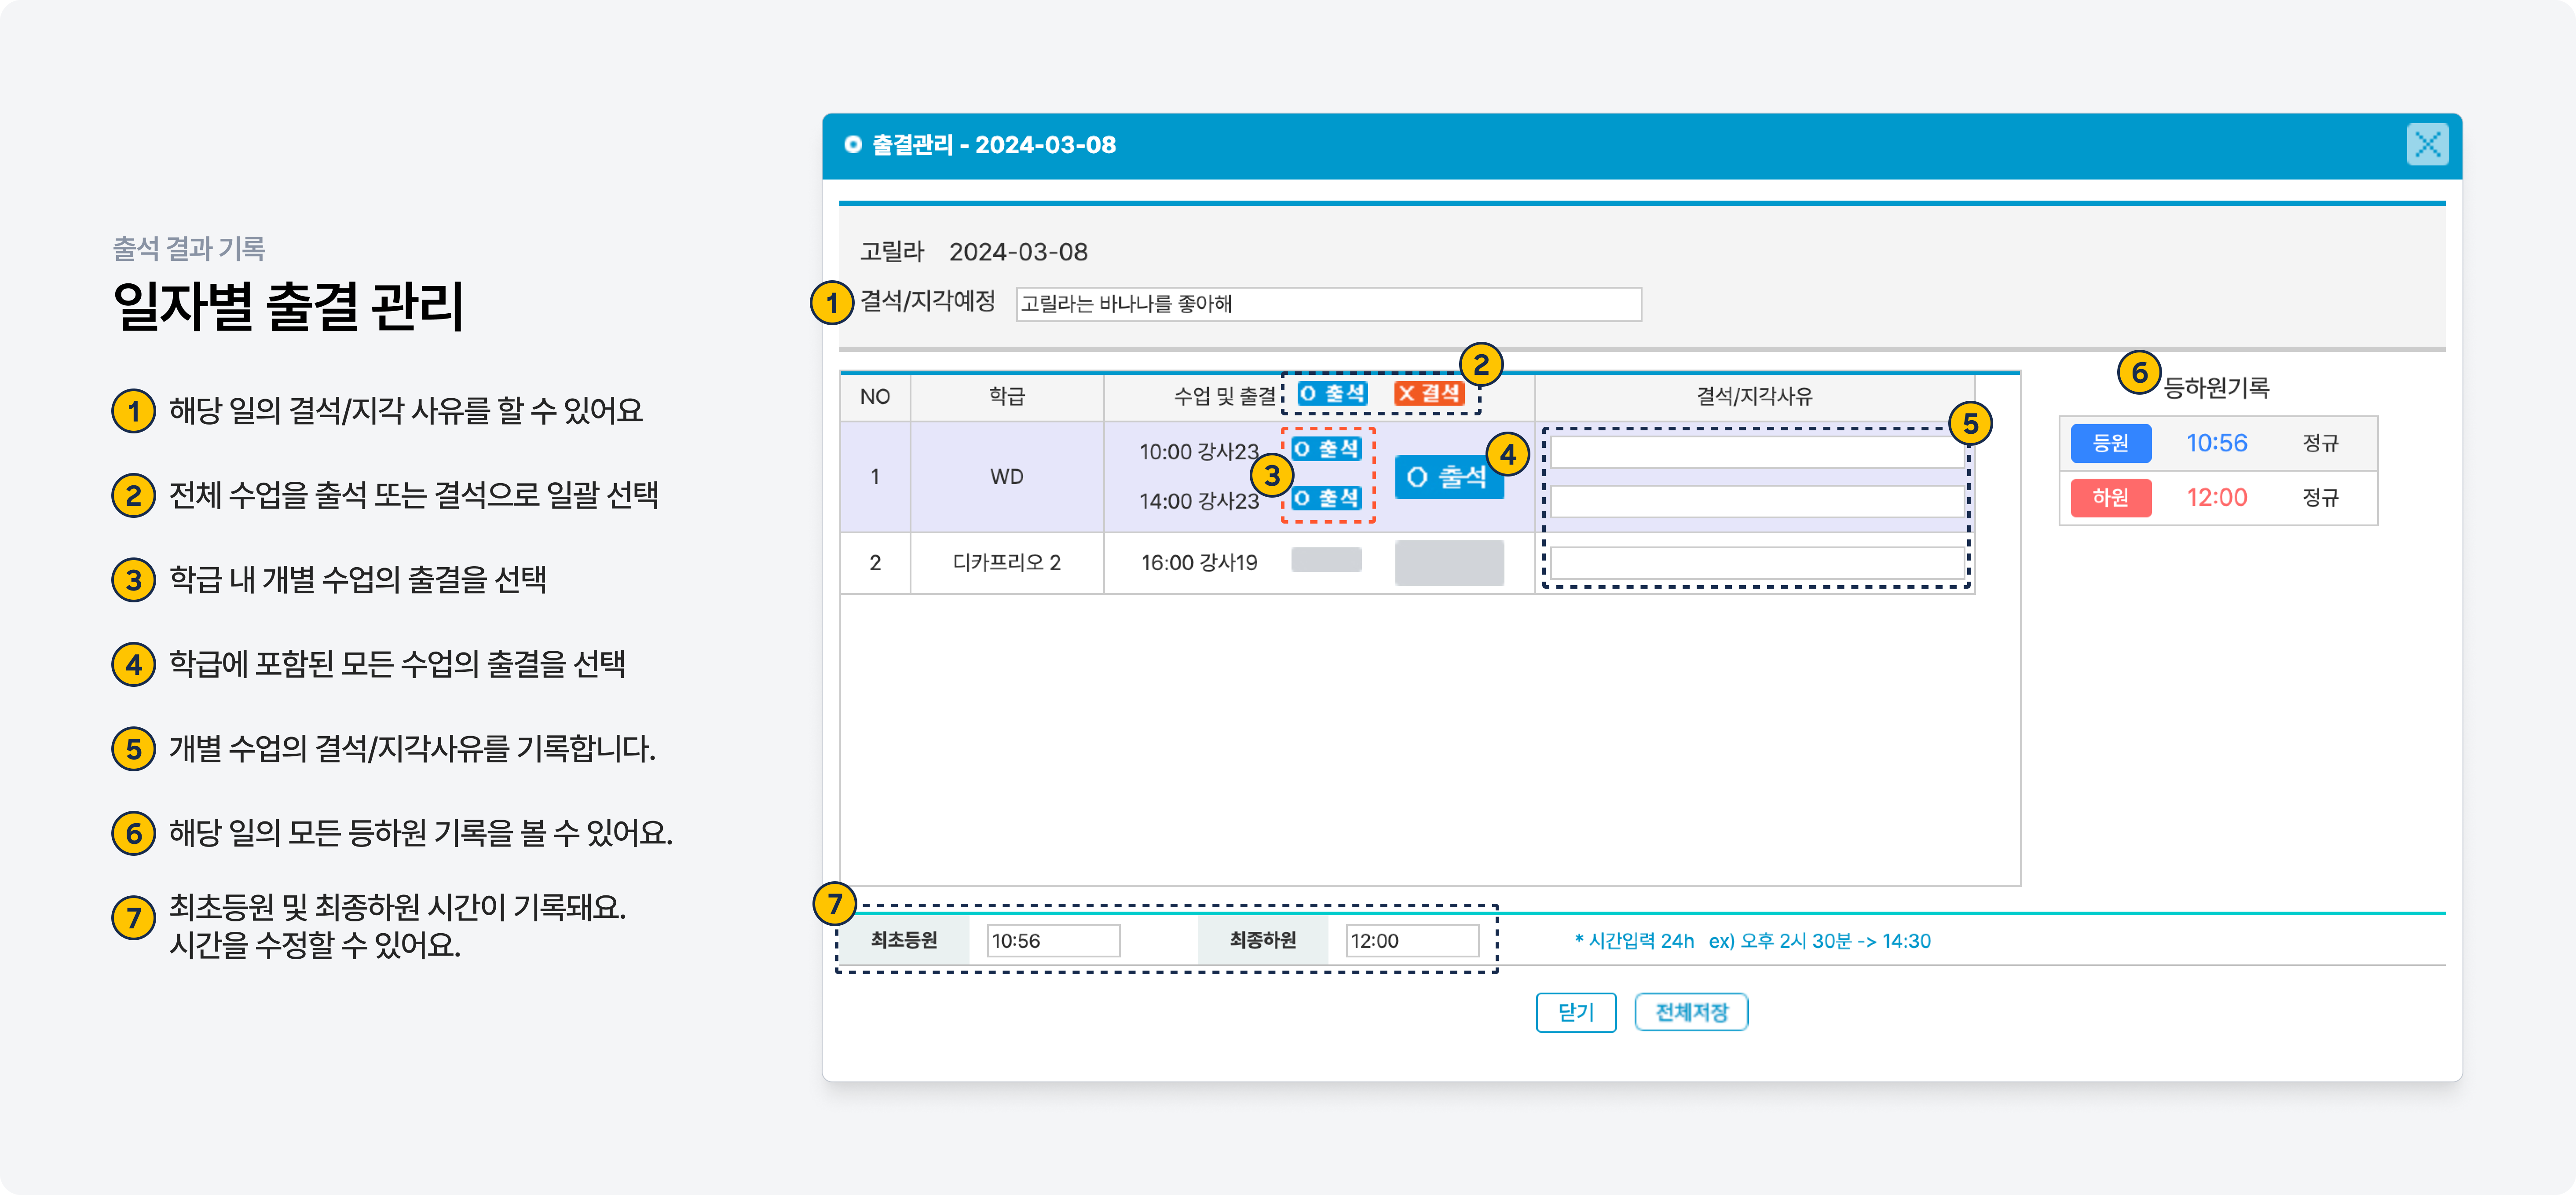 출석 결과 기록
일자별 출결 관리
1 해당 일의 결석/지각 사유를 할 수 있어요
2 전체 수업을 출석 또는 결석으로 일괄 선택
3 학급 내 개별 수업의 출결을 선택
4 학급에 포함된 모든 수업의 출결을 선택
5 개별 수업의 결석/지각사유를 기록합니다.
6 해당 일의 모든 등하원 기록을 볼 수 있어요.
7 최초등원 및 최종하원 시간이 기록돼요.
시간을 수정할 수 있어요.
출결관리 - 2024-03-08
고릴라 2024-03-08
1 결석/지각예정 고릴라는 바나나를 좋아해
2
NO 학급 수업 및 출결 O 출석 X 결석 결석/지각사유
1 WD 10:00 강사23 O 출석
3 4 O 출석 5
14:00 강사23 O 출석
2 디카프리오 2 16:00 강사19
6 등하원기록
등원 10:56 정규
하원 12:00 정규
7
최초등원 10:56 최종하원 12:00 * 시간입력 24h ex) 오후 2시 30분 -> 14:30
닫기 전체저장